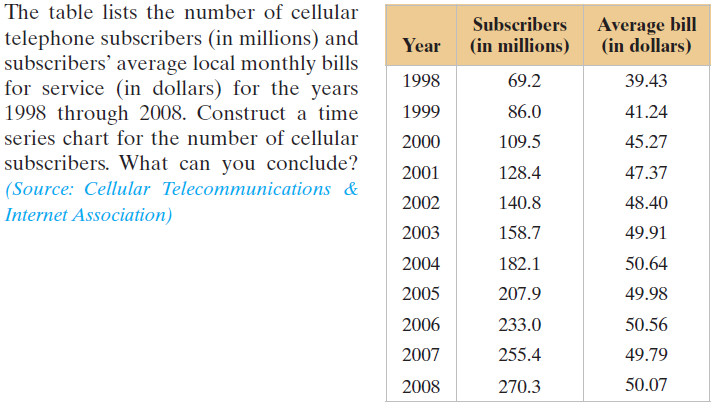 The table lists the number of cellular
telephone subscribers (in millions) and
subscribers’ average local monthly bills
for service (in dollars) for the years
1998 through 2008. Construct a time
series chart for the number of cellular
subscribers. What can you conclude?
(Source: Cellular Telecommunications &
Internet Association)
Year Subscribers (in millions) Average bill (in dollars)
1998 69.2 39.43
1999 86.0 41.24
2000 109.5 45.27
2001 128.4 47.37
2002 140.8 48.40
2003 158.7 49.91
2004 182.1 50.64
2005 207.9 49.98
2006 233.0 50.56
2007 255.4 49.79
2008 270.3 50.07